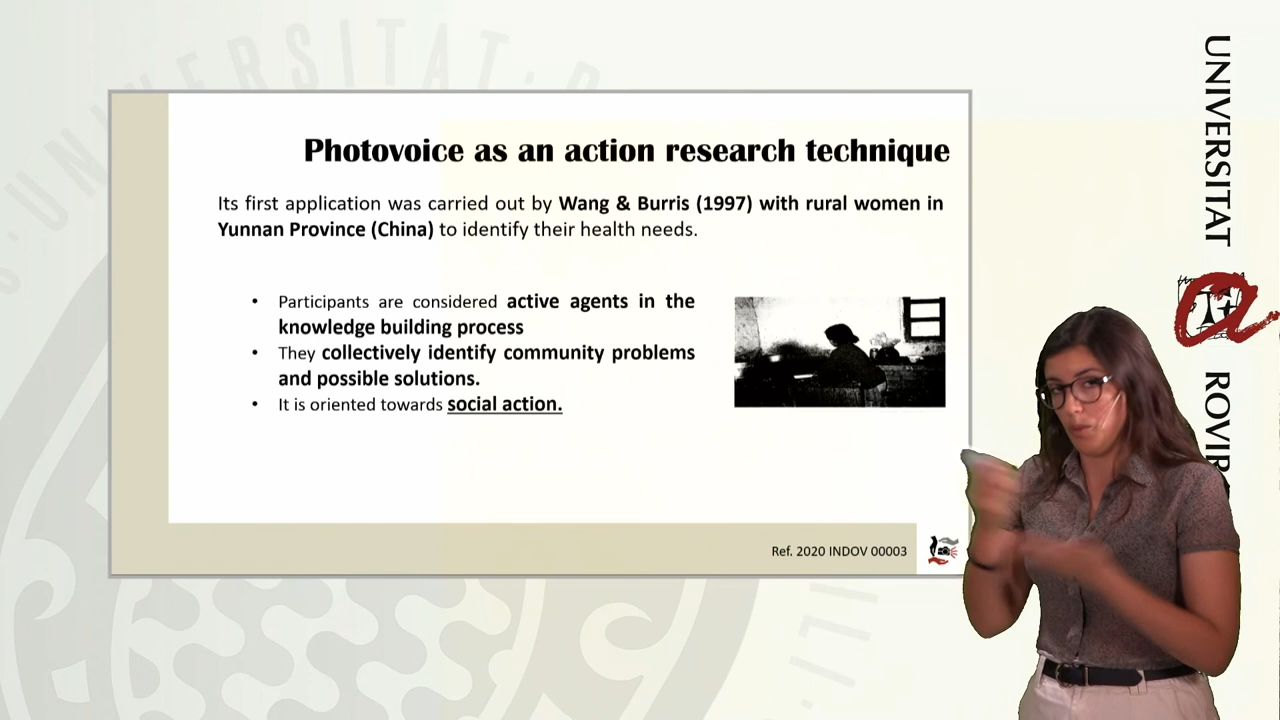 Photovoice as an action research technique
Its first application was carried out by Wang & Burris (1997) with rural women in
Yunnan Province (China) to identify their health needs.
• Participants are considered active agents in the
knowledge building process
• They collectively identify community problems
and possible solutions.
• It is oriented towards social action.
Ref. 2020 INDOV 00003
UNIVERSITAT
ROVIR